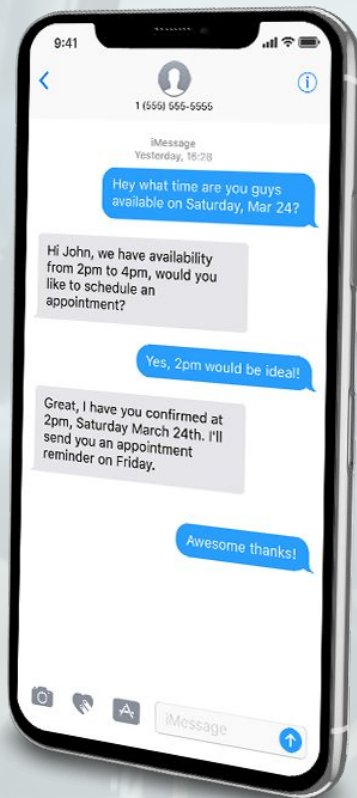 9:41
1 (555) 555-5555
iMessage
Yesterday, 16:28
Hey what time are you guys
available on Saturday, Mar 24?
Hi John, we have availability
from 2pm to 4pm, would you
like to schedule an
appointment?
Yes, 2pm would be ideal!
Great, I have you confirmed at
2pm, Saturday March 24th. I'll
send you an appointment
reminder on Friday.
Awesome thanks!
iMessage